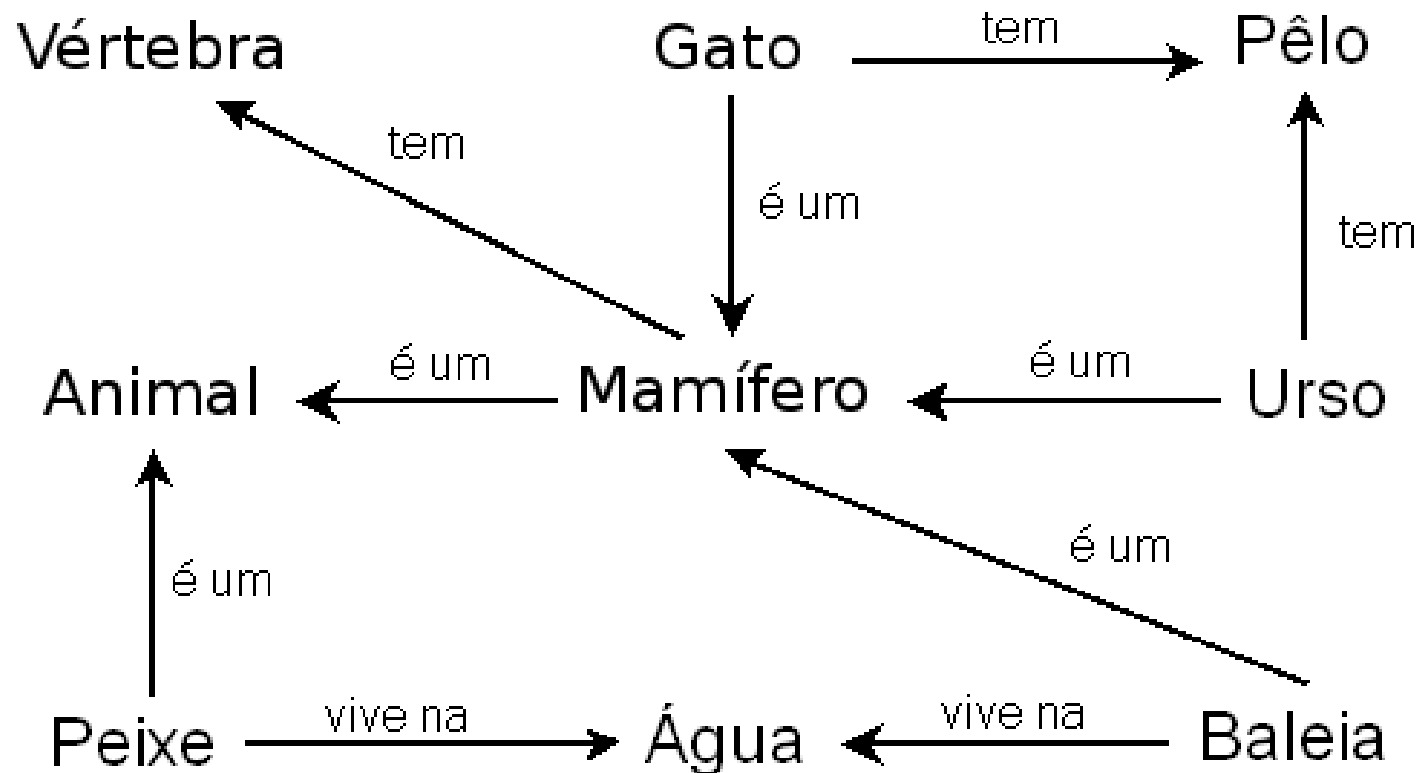 Vértebra
Gato
tem
Pêlo
tem
é um
tem
Animal
é um
Mamífero
é um
Urso
é um
é um
Peixe
vive na
Água
vive na
Baleia